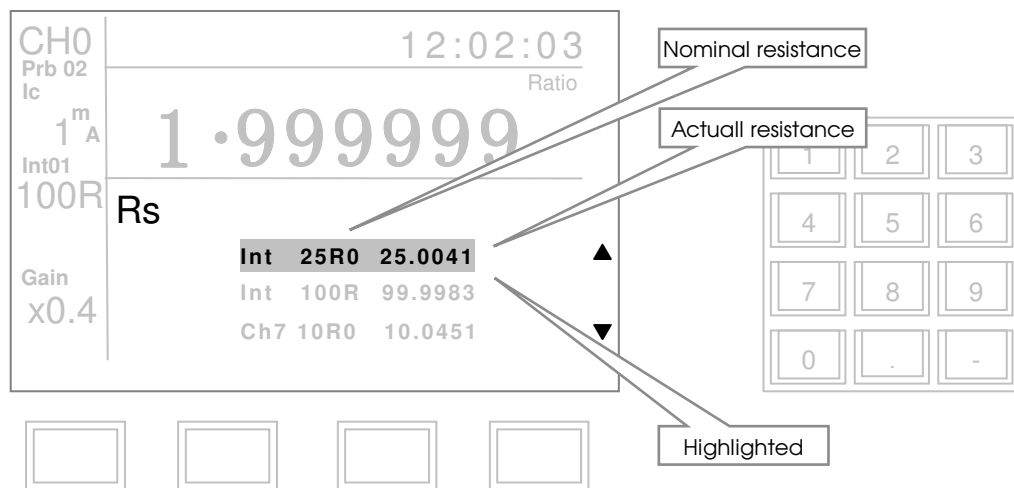 CH0
12:02:03
Prb 02
Ratio
Ic
1 m A
1.999999
Int01
100R
Rs
Int 25R0 25.0041
Gain
Int 100R 99.9983
x0.4
Ch7 10R0 10.0451
▲
▼
Nominal resistance
Actuall resistance
Highlighted
1 2 3
4 5 6
7 8 9
0 . -